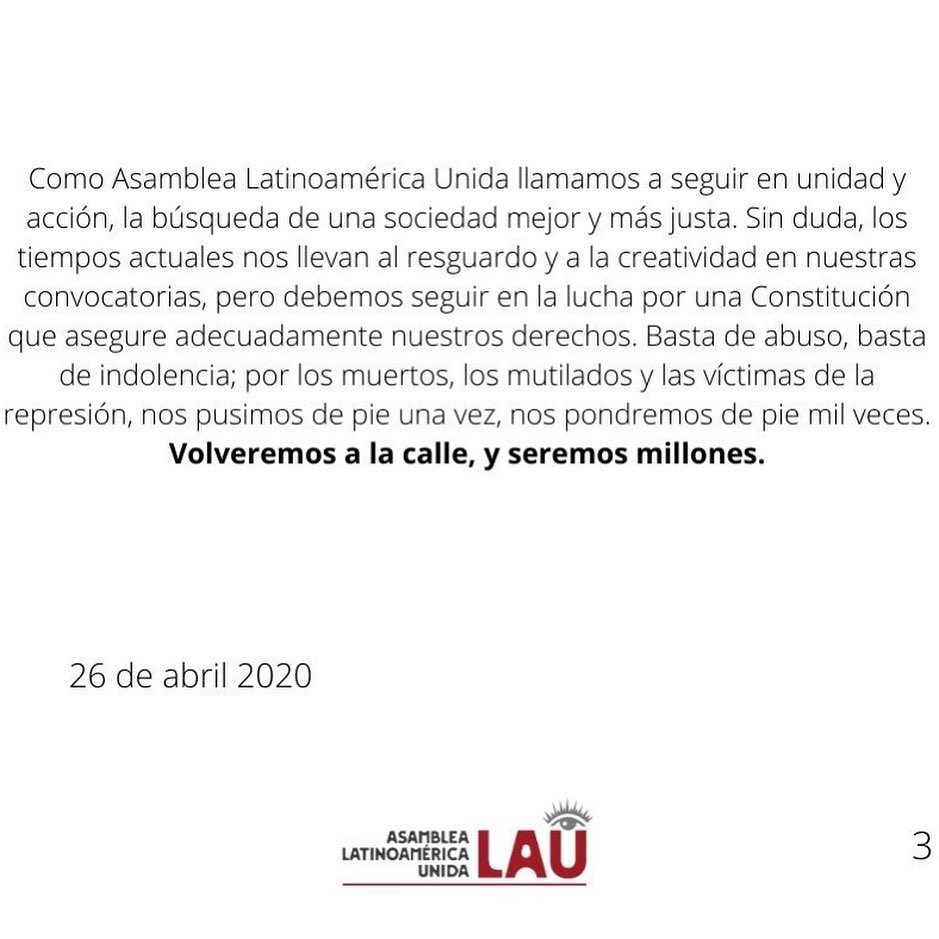 Como Asamblea Latinoamérica Unida llamamos a seguir en unidad y
acción, la búsqueda de una sociedad mejor y más justa. Sin duda, los
tiempos actuales nos llevan al resguardo y a la creatividad en nuestras
convocatorias, pero debemos seguir en la lucha por una Constitución
que asegure adecuadamente nuestros derechos. Basta de abuso, basta
de indolencia; por los muertos, los mutilados y las víctimas de la
represión, nos pusimos de pie una vez, nos pondremos de pie mil veces.
Volveremos a la calle, y seremos millones.
26 de abril 2020
ASAMBLEA
LATINOAMÉRICA
UNIDA
LAU
3